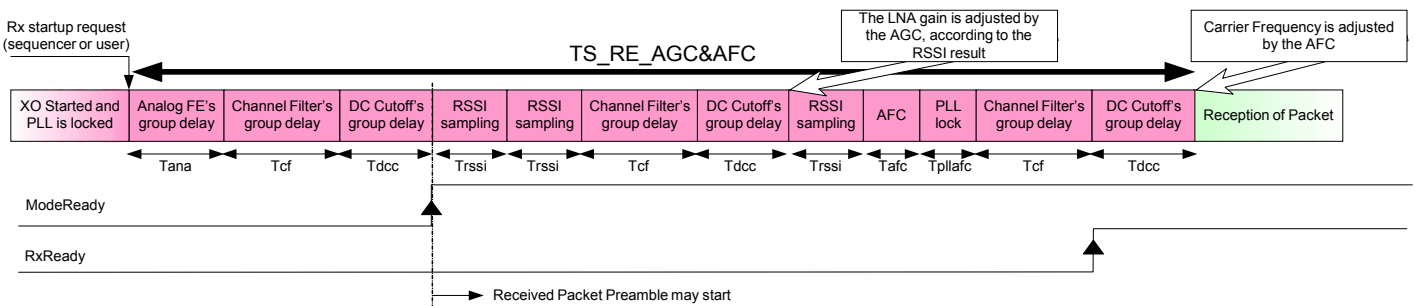 Rx startup request
(sequencer or user)
TS_RE_AGC&AFC
The LNA gain is adjusted by
the AGC, according to the
RSSI result
Carrier Frequency is adjusted
by the AFC
XO Started and
PLL is locked
Analog FE's
group delay
Channel Filter's
group delay
DC Cutoff's
group delay
RSSI
sampling
RSSI
sampling
Channel Filter's
group delay
DC Cutoff's
group delay
RSSI
sampling
AFC
PLL
lock
Channel Filter's
group delay
DC Cutoff's
group delay
Reception of Packet
Tana
Tcf
Tdcc
Trssi
Trssi
Tcf
Tdcc
Trssi
Tafc
Tpllafc
Tcf
Tdcc
ModeReady
RxReady
Received Packet Preamble may start